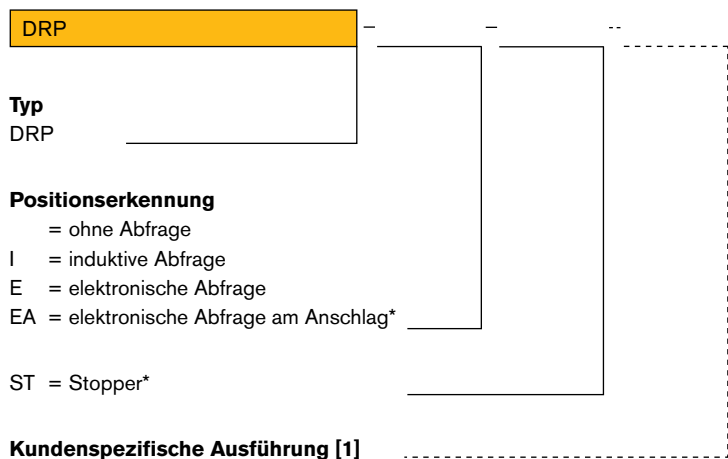 DRP – – --
Typ
DRP
Positionserkennung
= ohne Abfrage
I = induktive Abfrage
E = elektronische Abfrage
EA = elektronische Abfrage am Anschlag*
ST = Stopper*
Kundenspezifische Ausführung [1]